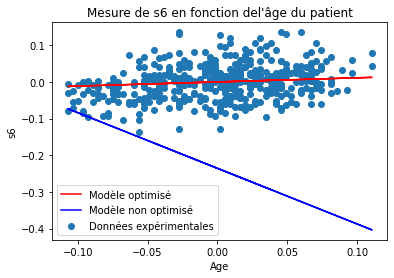 Mesure de s6 en fonction del'âge du patient
0.1
0.0
−0.1
−0.2
−0.3
−0.4
s6
Modèle optimisé
Modèle non optimisé
Données expérimentales
−0.10
−0.05
0.00
0.05
0.10
Age